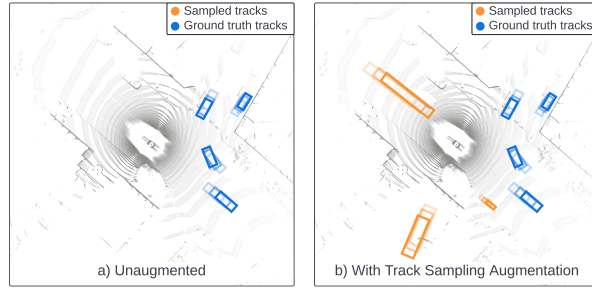 Sampled tracks
Ground truth tracks
a) Unaugmented
Sampled tracks
Ground truth tracks
b) With Track Sampling Augmentation